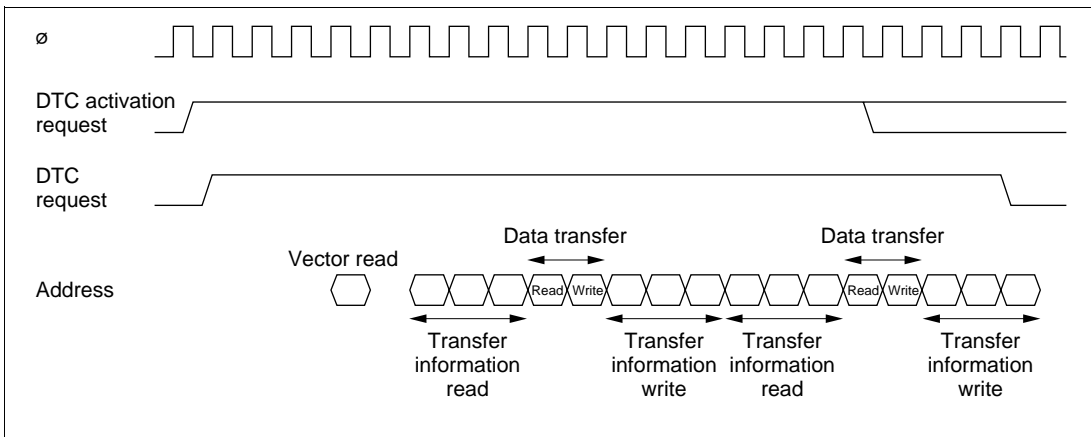 ø
DTC activation
request
DTC
request
Data transfer
Data transfer
Vector read
Address
Read
Write
Read
Write
Transfer
information
read
Transfer
information
write
Transfer
information
read
Transfer
information
write